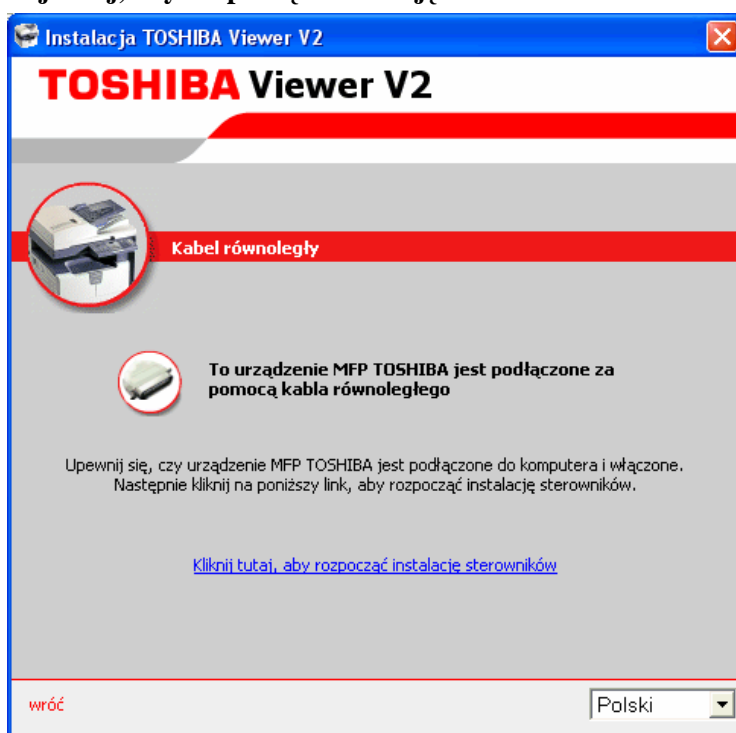 Instalacja TOSHIBA Viewer V2
TOSHIBA Viewer V2
Kabel równoległy
To urządzenie MFP TOSHIBA jest podłączone za
pomocą kabla równoległego
Upewnij się, czy urządzenie MFP TOSHIBA jest podłączone do komputera i włączone.
Następnie kliknij na poniższy link, aby rozpocząć instalację sterowników.
Kliknij tutaj, aby rozpocząć instalację sterowników
wróć
Polski